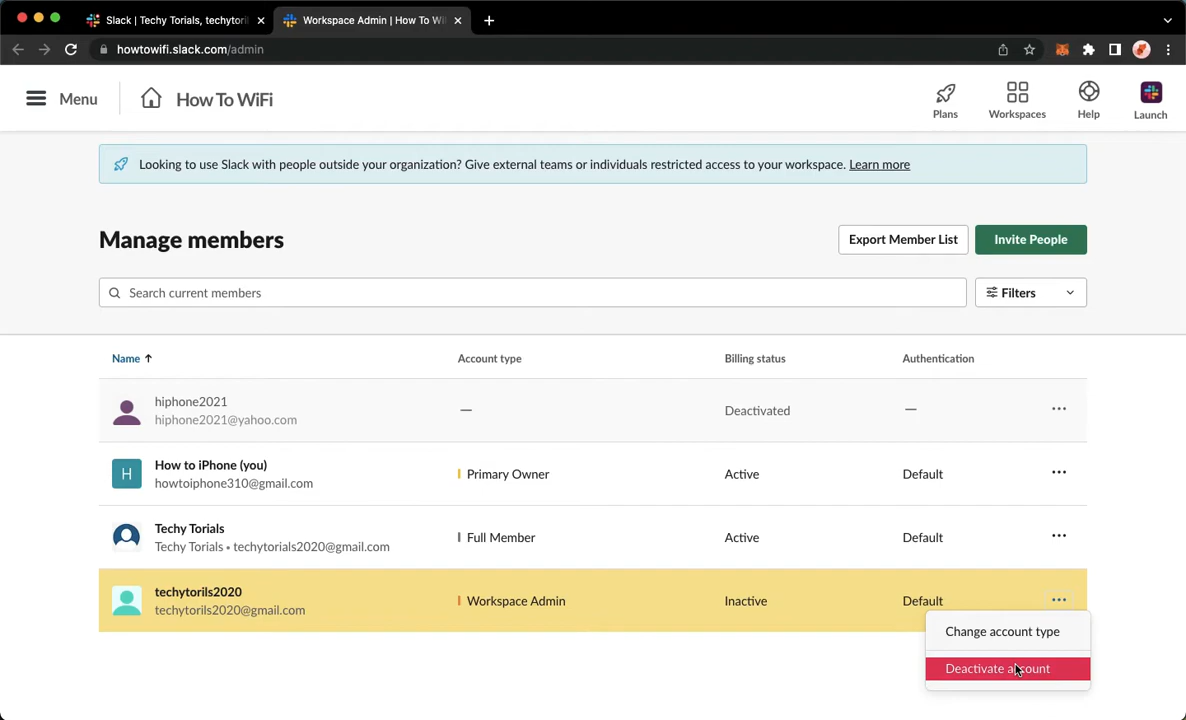 Slack | Techy Torials, techytoril
Workspace Admin | How To Wi
howtowifi.slack.com/admin
Menu
How To WiFi
Plans
Workspaces
Help
Launch
Looking to use Slack with people outside your organization? Give external teams or individuals restricted access to your workspace. Learn more
Manage members
Export Member List
Invite People
Search current members
Filters
Name ↑
Account type
Billing status
Authentication
hiphone2021
hiphone2021@yahoo.com
—
Deactivated
—
H
How to iPhone (you)
howtoiphone310@gmail.com
Primary Owner
Active
Default
Techy Torials
Techy Torials • techytorials2020@gmail.com
Full Member
Active
Default
techytorils2020
techytorils2020@gmail.com
Workspace Admin
Inactive
Default
Change account type
Deactivate account